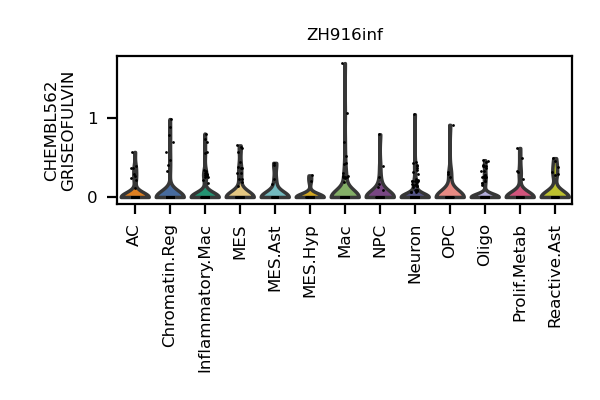 ZH916inf
CHEMBL562
GRISEOFULVIN
1
0
AC
Chromatin.Reg
Inflammatory.Mac
MES
MES.Ast
MES.Hyp
Mac
NPC
Neuron
OPC
Oligo
Prolif.Metab
Reactive.Ast